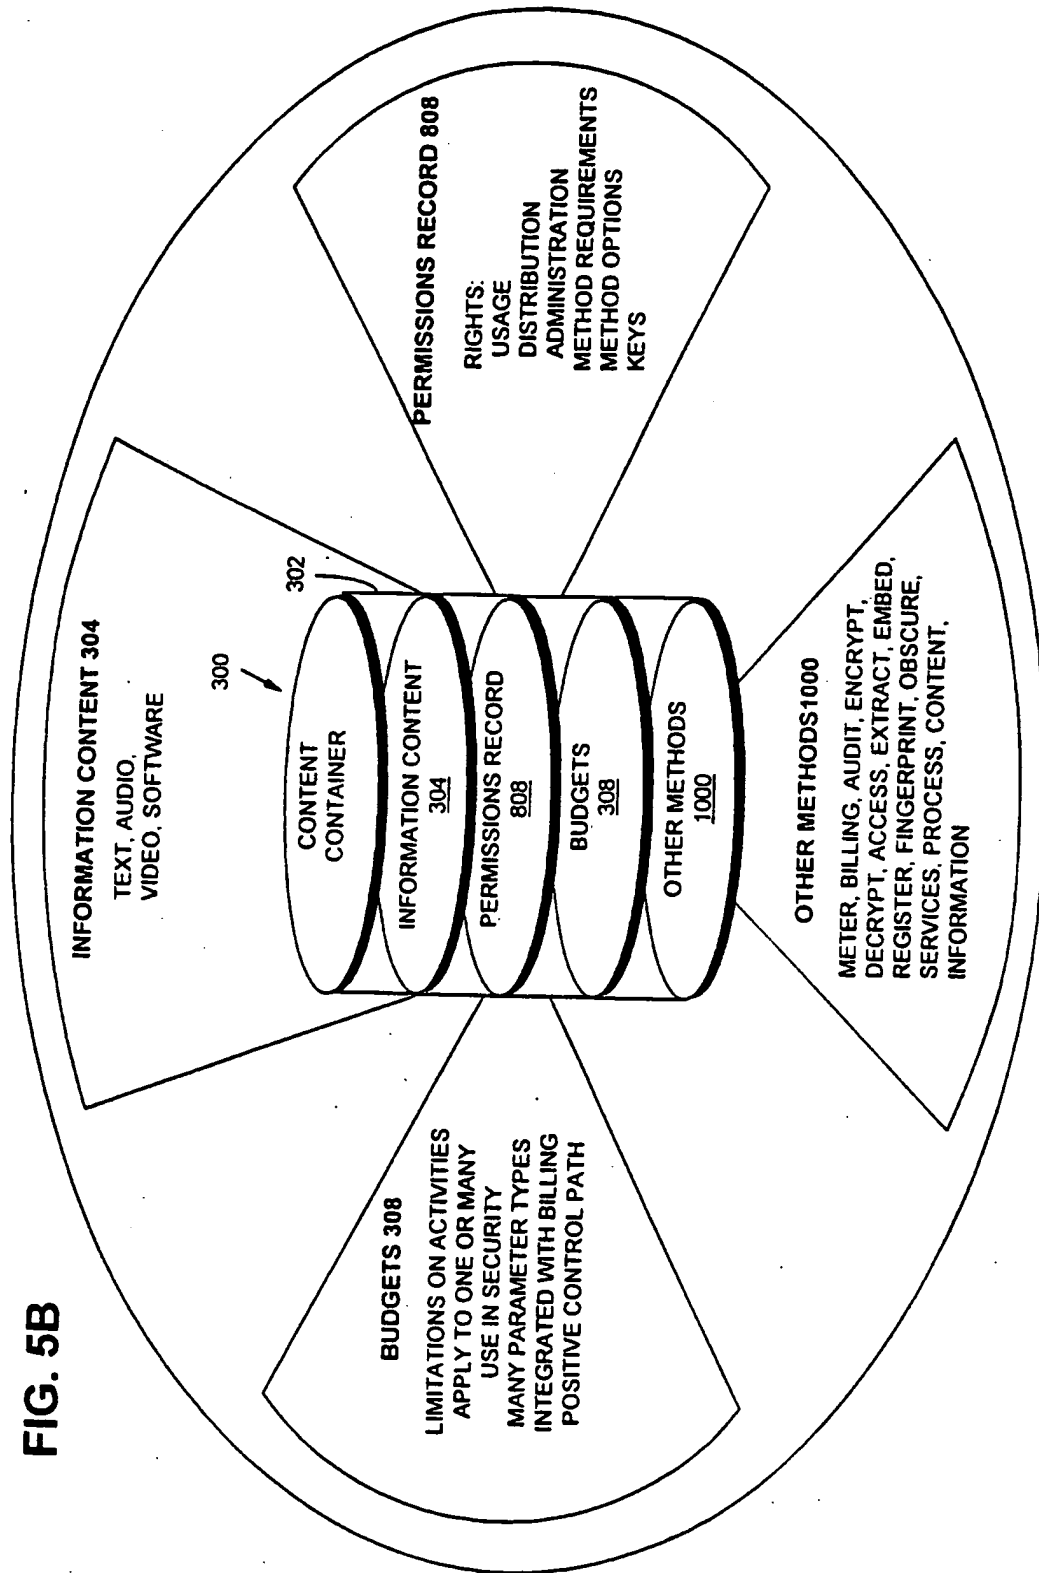 FIG. 5B
INFORMATION CONTENT 304
TEXT, AUDIO,
VIDEO, SOFTWARE
300
302
CONTENT
CONTAINER
INFORMATION CONTENT
304
PERMISSIONS RECORD
808
BUDGETS
308
OTHER METHODS
1000
BUDGETS 308
LIMITATIONS ON ACTIVITIES
APPLY TO ONE OR MANY
USE IN SECURITY
MANY PARAMETER TYPES
INTEGRATED WITH BILLING
POSITIVE CONTROL PATH
PERMISSIONS RECORD 808
RIGHTS:
USAGE
DISTRIBUTION
ADMINISTRATION
METHOD REQUIREMENTS
METHOD OPTIONS
KEYS
OTHER METHODS1000
METER, BILLING, AUDIT, ENCRYPT,
DECRYPT, ACCESS, EXTRACT, EMBED,
REGISTER, FINGERPRINT, OBSCURE,
SERVICES, PROCESS, CONTENT,
INFORMATION